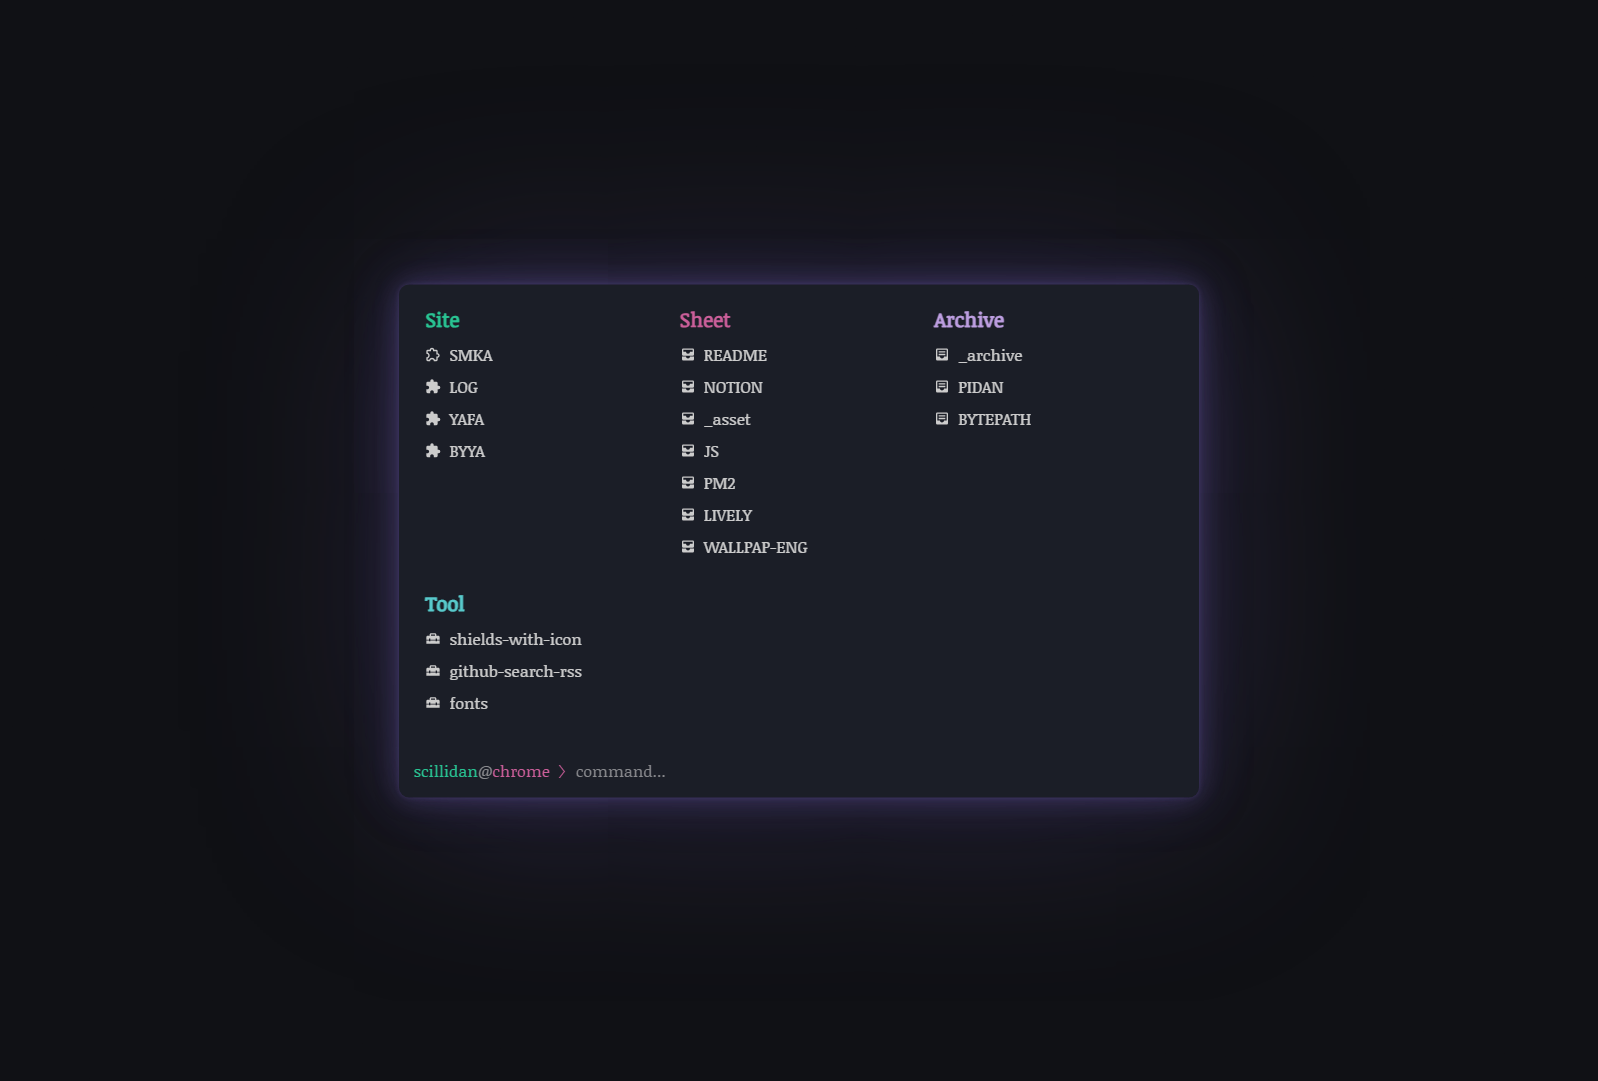 Site
SMKA
LOG
YAFA
BYYA
Sheet
README
NOTION
_asset
JS
PM2
LIVELY
WALLPAP-ENG
Archive
_archive
PIDAN
BYTEPATH
Tool
shields-with-icon
github-search-rss
fonts
scillidan@chrome 〉 command...